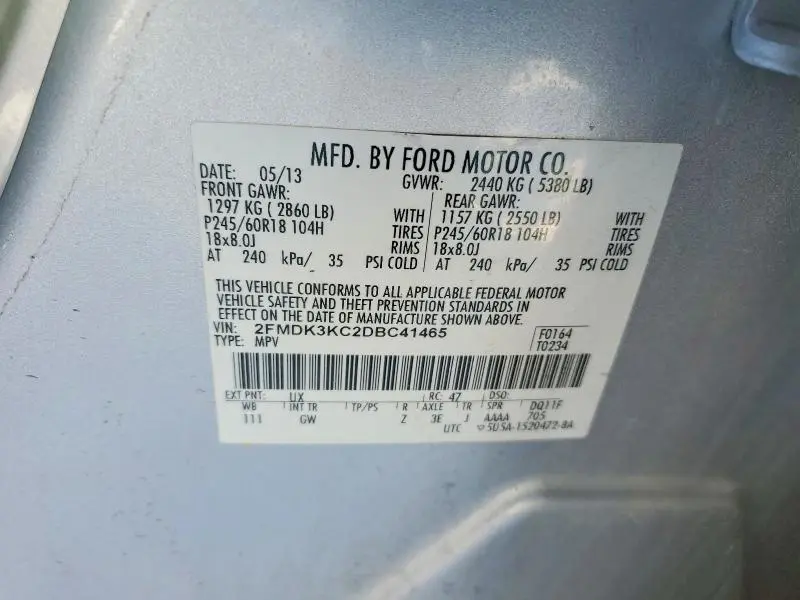 MFD. BY FORD MOTOR CO.
DATE: 05/13 GVWR: 2440 KG ( 5380 LB)
FRONT GAWR: REAR GAWR:
1297 KG ( 2860 LB) WITH 1157 KG ( 2550 LB) WITH
P245/60R18 104H TIRES P245/60R18 104H TIRES
18x8.0J RIMS 18x8.0J RIMS
AT 240 kPa/ 35 PSI COLD AT 240 kPa/ 35 PSI COLD
THIS VEHICLE CONFORMS TO ALL APPLICABLE FEDERAL MOTOR
VEHICLE SAFETY AND THEFT PREVENTION STANDARDS IN
EFFECT ON THE DATE OF MANUFACTURE SHOWN ABOVE.
VIN: 2FMDK3KC2DBC41465 F0164
TYPE: MPV T0234
EXT PNT: UX RC: 47 DSO:
WB INT TR TP/PS R AXLE TR SPR DQ11F
111 GW Z 3E J AAAA 705
UTC 5U5A-1520472-BA